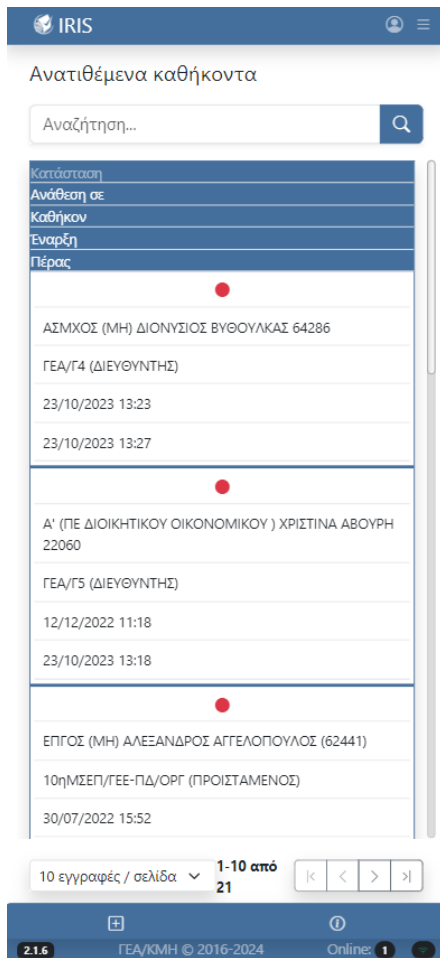 IRIS
Ανατιθέμενα καθήκοντα
Αναζήτηση...
Κατάσταση
Ανάθεση σε
Καθήκον
Έναρξη
Πέρας
ΑΣΜΧΟΣ (ΜΗ) ΔΙΟΝΥΣΙΟΣ ΒΥΘΟΥΛΚΑΣ 64286
ΓΕΑ/Γ4 (ΔΙΕΥΘΥΝΤΗΣ)
23/10/2023 13:23
23/10/2023 13:27
Α' (ΠΕ ΔΙΟΙΚΗΤΙΚΟΥ ΟΙΚΟΝΟΜΙΚΟΥ ) ΧΡΙΣΤΙΝΑ ΑΒΟΥΡΗ
22060
ΓΕΑ/Γ5 (ΔΙΕΥΘΥΝΤΗΣ)
12/12/2022 11:18
23/10/2023 13:18
ΕΠΓΟΣ (ΜΗ) ΑΛΕΞΑΝΔΡΟΣ ΑΓΓΕΛΟΠΟΥΛΟΣ (62441)
10ηΜΣΕΠ/ΓΕΕ-ΠΔ/ΟΡΓ (ΠΡΟΙΣΤΑΜΕΝΟΣ)
30/07/2022 15:52
10 εγγραφές / σελίδα
1-10 από
21
2.1.6 ΓΕΑ/ΚΜΗ © 2016-2024 Online: 1